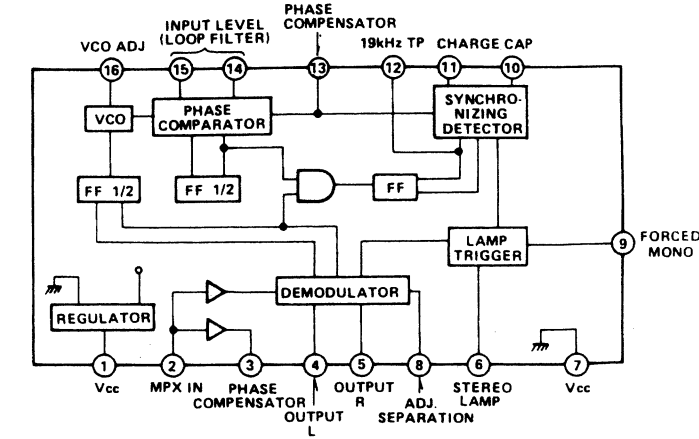 PHASE
COMPENSATOR
INPUT LEVEL
(LOOP FILTER)
VCO ADJ
19kHz TP
CHARGE CAP
16
15
14
13
12
11
10
VCO
PHASE
COMPARATOR
SYNCHRO-
NIZING
DETECTOR
FF 1/2
FF 1/2
FF
LAMP
TRIGGER
9
FORCED
MONO
DEMODULATOR
REGULATOR
1
2
3
4
5
8
6
7
Vcc
MPX IN
PHASE
COMPENSATOR
OUTPUT
L
OUTPUT
R
ADJ.
SEPARATION
STEREO
LAMP
Vcc